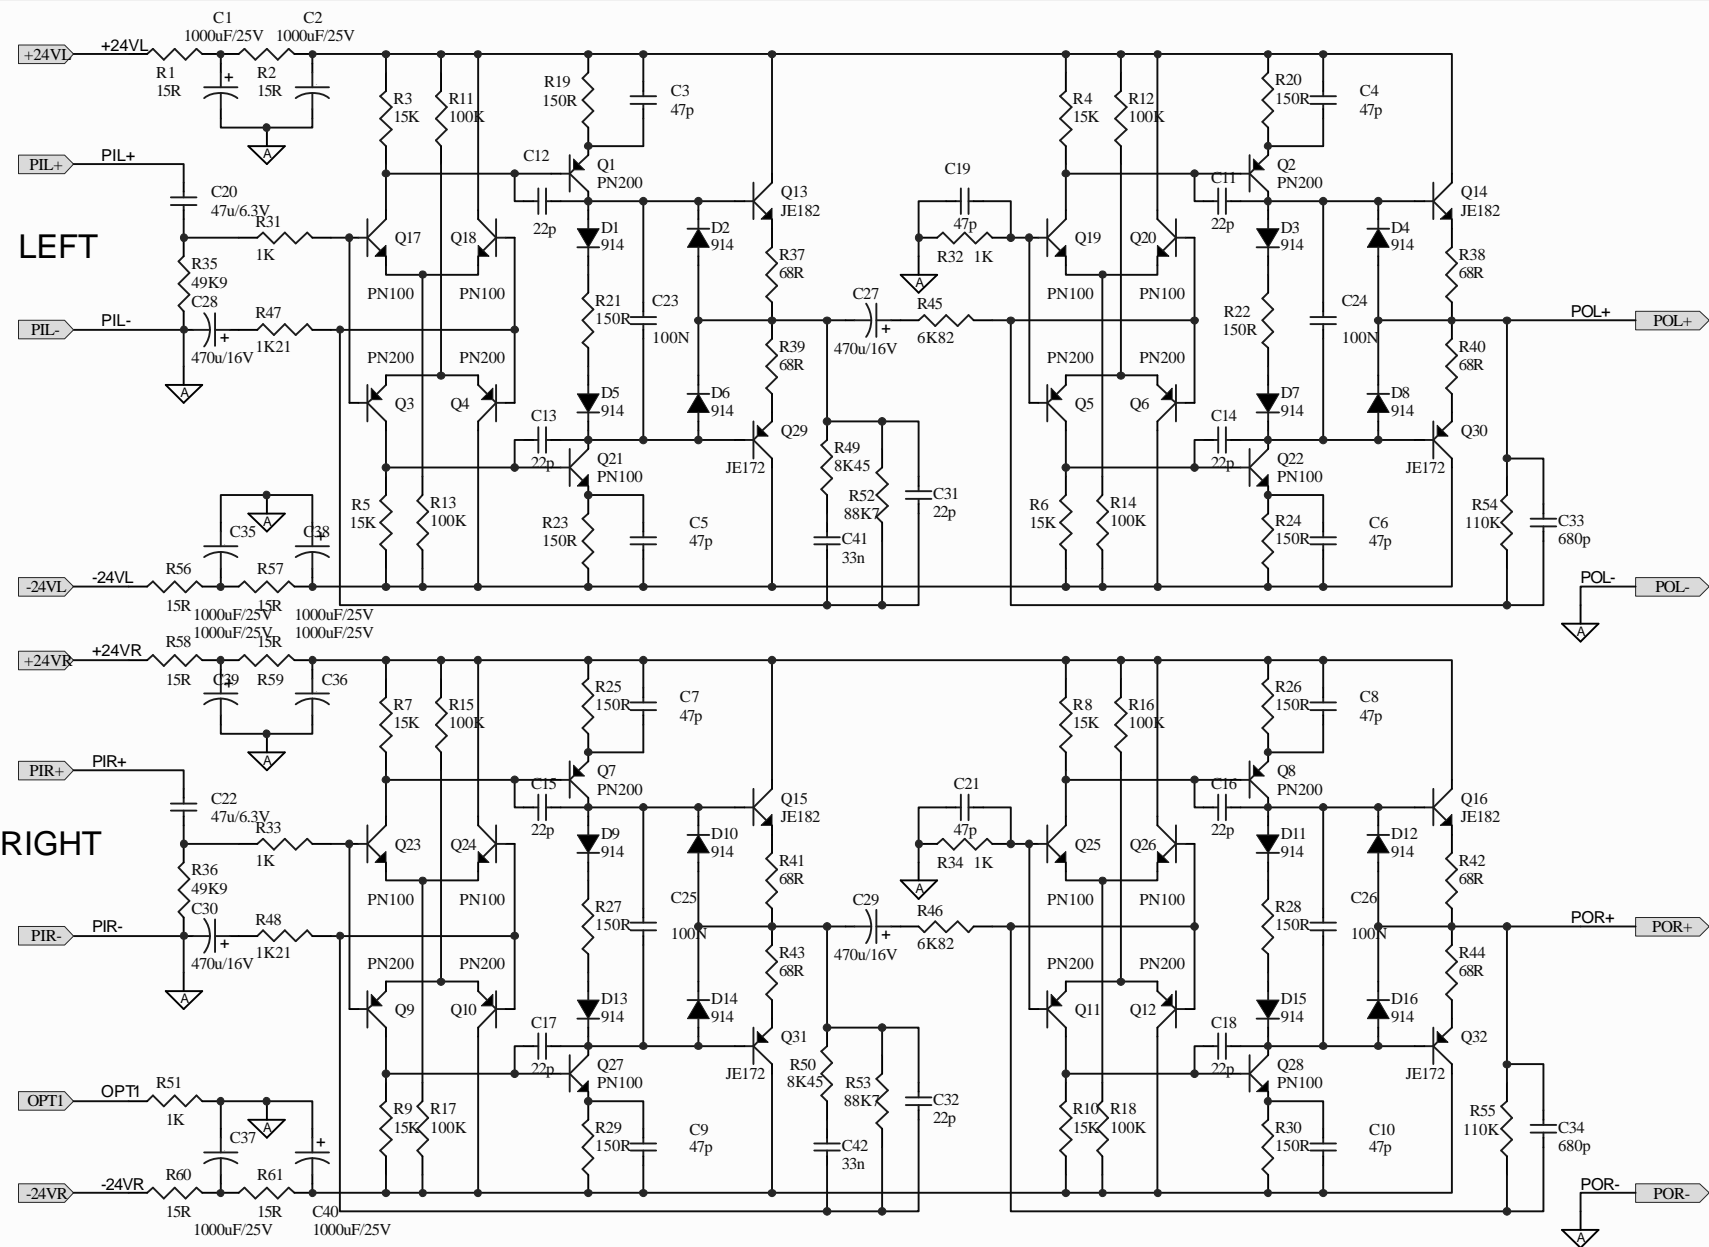 C1 C2
1000uF/25V 1000uF/25V
+24VL +24VL
R1 R2
15R 15R
+ A
R3 15K R11 100K R19 150R C3 47p
R4 15K R12 100K R20 150R C4 47p
PIL+ PIL+
C12 Q1 PN200 C19 C11 Q2 PN200
C20 47u/6.3V 22p Q13 JE182 47p 22p Q14 JE182
LEFT
R31 1K Q17 Q18 D1 914 D2 914 R32 1K Q19 Q20 D3 914 D4 914
R35 49K9 R37 68R A R38 68R
PN100 PN100 PN100 PN100
C28 R47 R21 150R C23 100N C27 R45 R22 150R C24 100N
PIL- PIL- POL+ POL+
470u/16V + 1K21 470u/16V + 6K82
PN200 PN200 R39 68R PN200 PN200 R40 68R
A
Q3 Q4 D5 914 D6 914 Q5 Q6 D7 914 D8 914
C13 22p Q29 JE172 C14 22p Q30 JE172
Q21 PN100 R49 8K45 Q22 PN100
R5 15K R13 100K R52 88K7 C31 22p R6 15K R14 100K R54 110K
C35 A C38 + R23 150R C5 47p C41 33n R24 150R C6 47p C33 680p
-24VL -24VL R56 R57 POL- POL-
15R 15R
1000uF/25V 1000uF/25V
1000uF/25V 1000uF/25V
A
R58 15R
+24VR +24VR
15R C39 + R59 C36
R7 15K R15 100K R25 150R C7 47p
R8 15K R16 100K R26 150R C8 47p
A
PIR+ PIR+
C15 Q7 PN200 C21 C16 Q8 PN200
C22 47u/6.3V 22p Q15 JE182 47p 22p Q16 JE182
RIGHT
R33 1K Q23 Q24 D9 914 D10 914 R34 1K Q25 Q26 D11 914 D12 914
R36 49K9 R41 68R A R42 68R
PN100 PN100 PN100 PN100
C30 R48 R27 150R C25 100N C29 R46 R28 150R C26 100N
PIR- PIR- POR+ POR+
470u/16V + 1K21 470u/16V + 6K82
PN200 PN200 R43 68R PN200 PN200 R44 68R
A
Q9 Q10 D13 914 D14 914 Q11 Q12 D15 914 D16 914
C17 22p Q31 JE172 C18 22p Q32 JE172
Q27 PN100 R50 8K45 Q28 PN100
OPT1 OPT1 R51 1K
R9 15K R17 100K R53 88K7 C32 22p R10 15K R18 100K R55 110K
C37 A + R29 150R C9 47p C42 33n R30 150R C10 47p C34 680p
-24VR -24VR R60 R61 POR- POR-
15R 15R C40
1000uF/25V 1000uF/25V
A